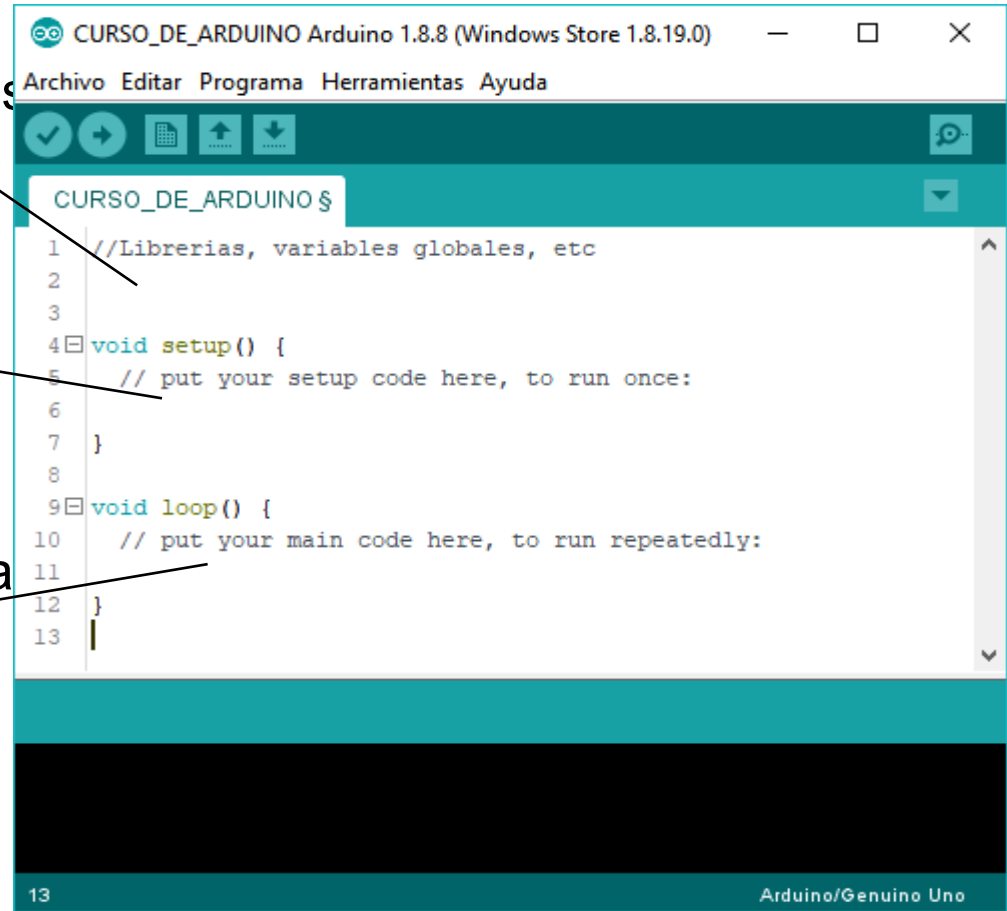 CURSO_DE_ARDUINO Arduino 1.8.8 (Windows Store 1.8.19.0)
Archivo Editar Programa Herramientas Ayuda
s
CURSO_DE_ARDUINO §
1 //Librerias, variables globales, etc
2
3
4 void setup() {
5 // put your setup code here, to run once:
6
7 }
8
9 void loop() {
10 // put your main code here, to run repeatedly:
a
11
12 }
13
13 Arduino/Genuino Uno